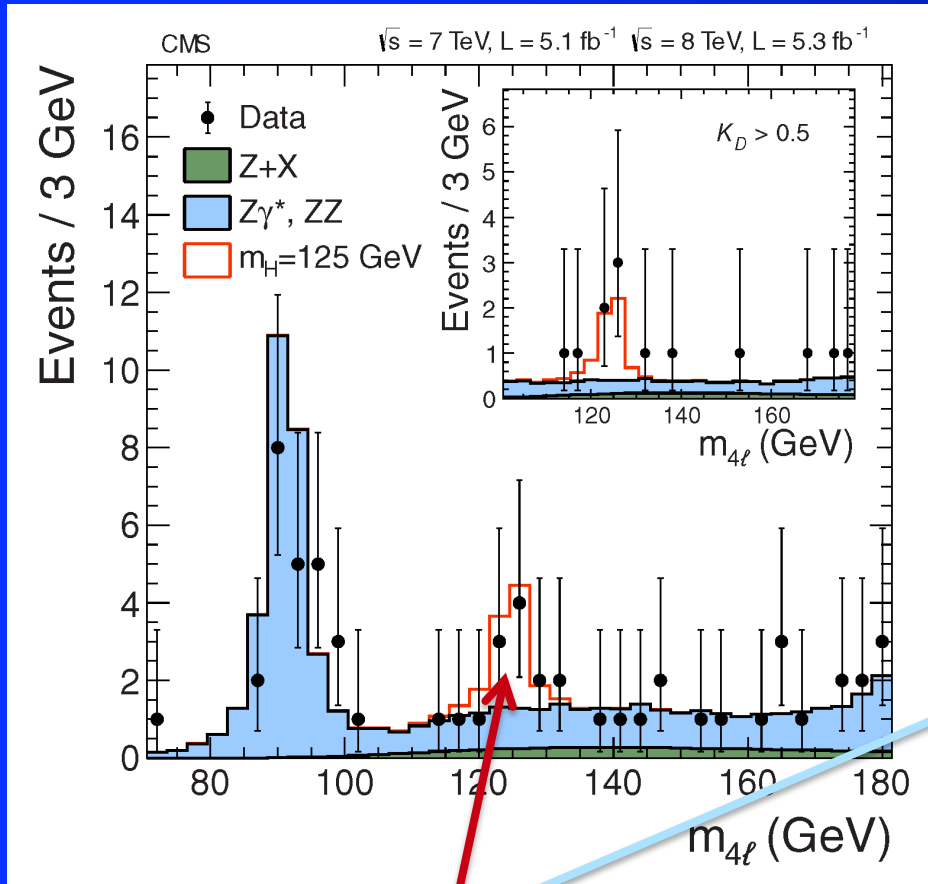 CMS
√s = 7 TeV, L = 5.1 fb⁻¹ √s = 8 TeV, L = 5.3 fb⁻¹
Events / 3 GeV
16
14
12
10
8
6
4
2
0
Data
Z+X
Zγ*, ZZ
m_H=125 GeV
Events / 3 GeV
6
5
4
3
2
1
0
K_D > 0.5
120 140 160
m_4ℓ (GeV)
80 100 120 140 160 180
m_4ℓ (GeV)